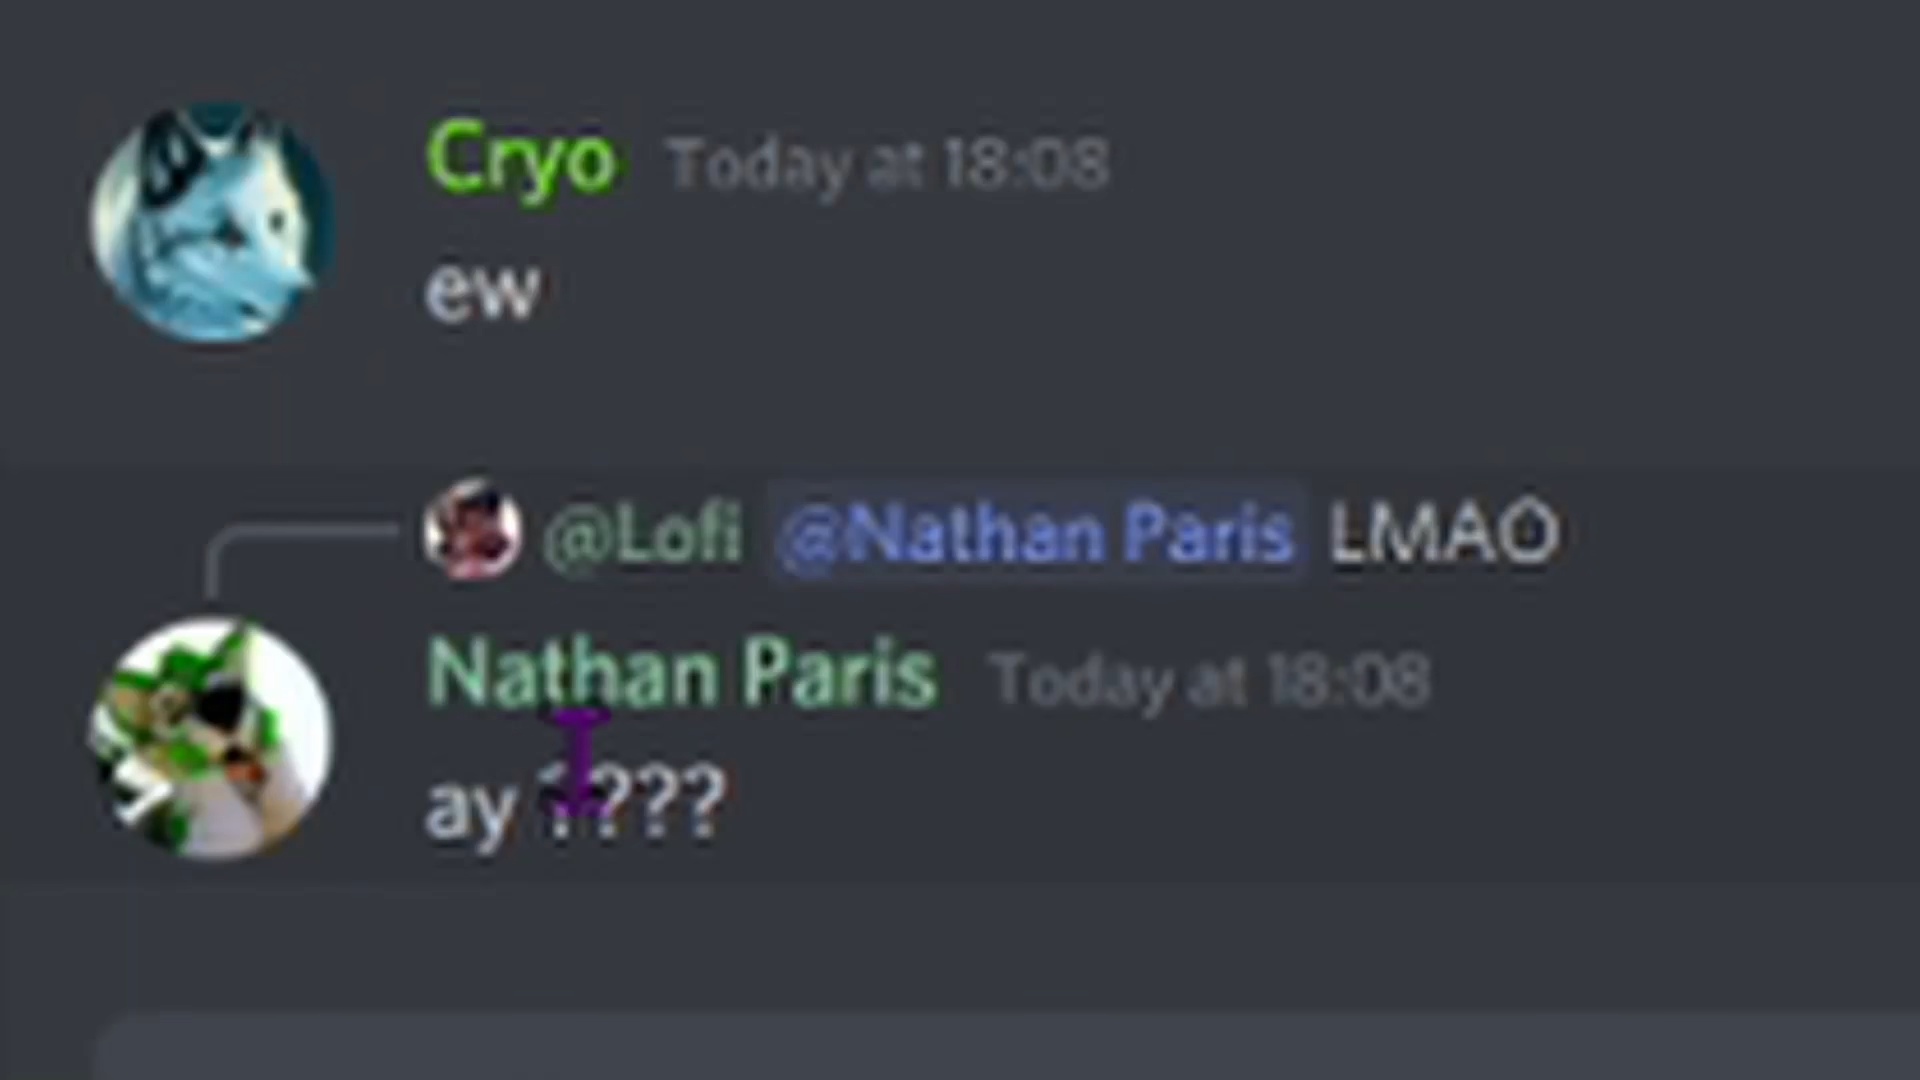 Cryo Today at 18:08
ew
@Lofi @Nathan Paris LMAO
Nathan Paris Today at 18:08
ay ????